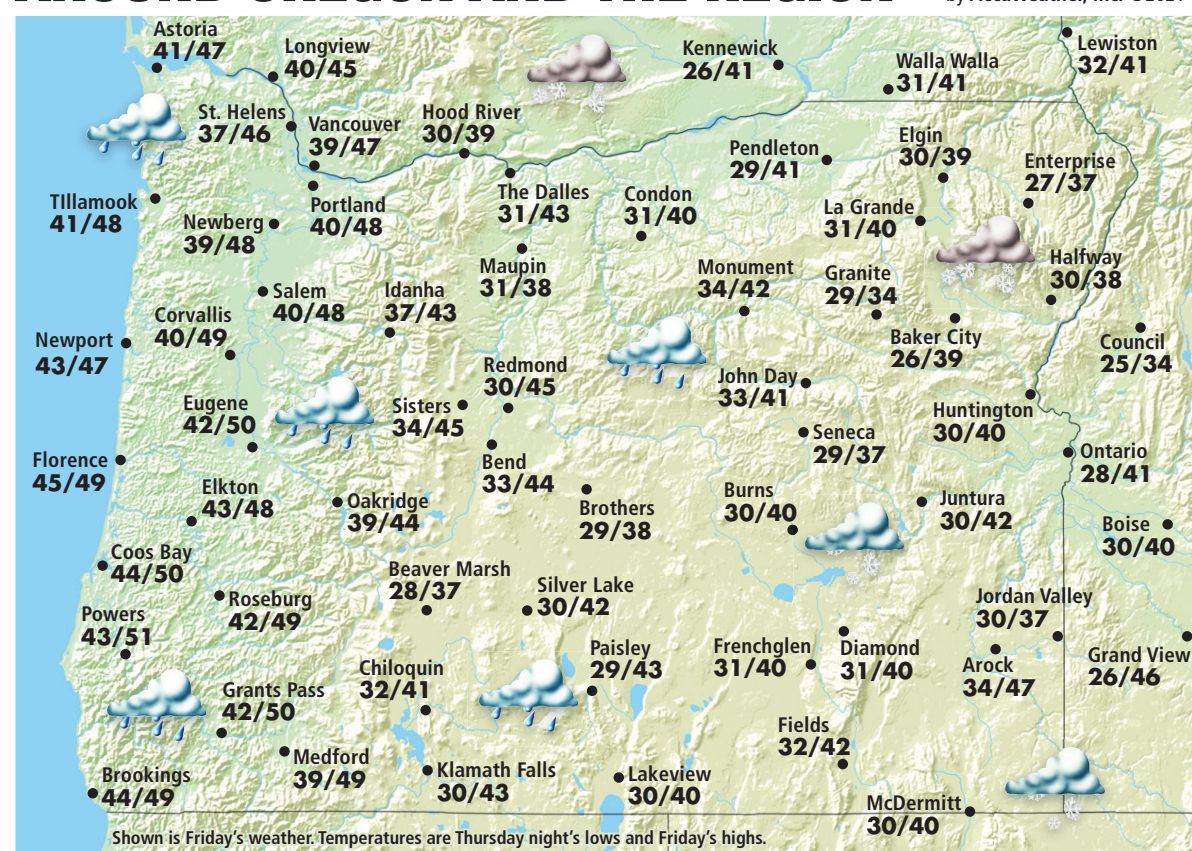 Astoria
41/47
Longview
40/45
Kennewick
26/41
Walla Walla
31/41
Lewiston
32/41
St. Helens
37/46
Vancouver
39/47
Hood River
30/39
Pendleton
29/41
Elgin
30/39
Enterprise
27/37
TIllamook
41/48
Newberg
39/48
Portland
40/48
The Dalles
31/43
Condon
31/40
La Grande
31/40
Maupin
31/38
Monument
34/42
Granite
29/34
Halfway
30/38
Salem
40/48
Idanha
37/43
Corvallis
40/49
Newport
43/47
Baker City
26/39
Council
25/34
Redmond
30/45
John Day
33/41
Eugene
42/50
Sisters
34/45
Huntington
30/40
Seneca
29/37
Florence
45/49
Bend
33/44
Ontario
28/41
Elkton
43/48
Oakridge
39/44
Brothers
29/38
Burns
30/40
Juntura
30/42
Boise
30/40
Coos Bay
44/50
Beaver Marsh
28/37
Silver Lake
30/42
Roseburg
42/49
Jordan Valley
30/37
Powers
43/51
Paisley
29/43
Frenchglen
31/40
Diamond
31/40
Arock
34/47
Grand View
26/46
Chiloquin
32/41
Grants Pass
42/50
Fields
32/42
Medford
39/49
Klamath Falls
30/43
Lakeview
30/40
Brookings
44/49
McDermitt
30/40
Shown is Friday's weather. Temperatures are Thursday night's lows and Friday's highs.